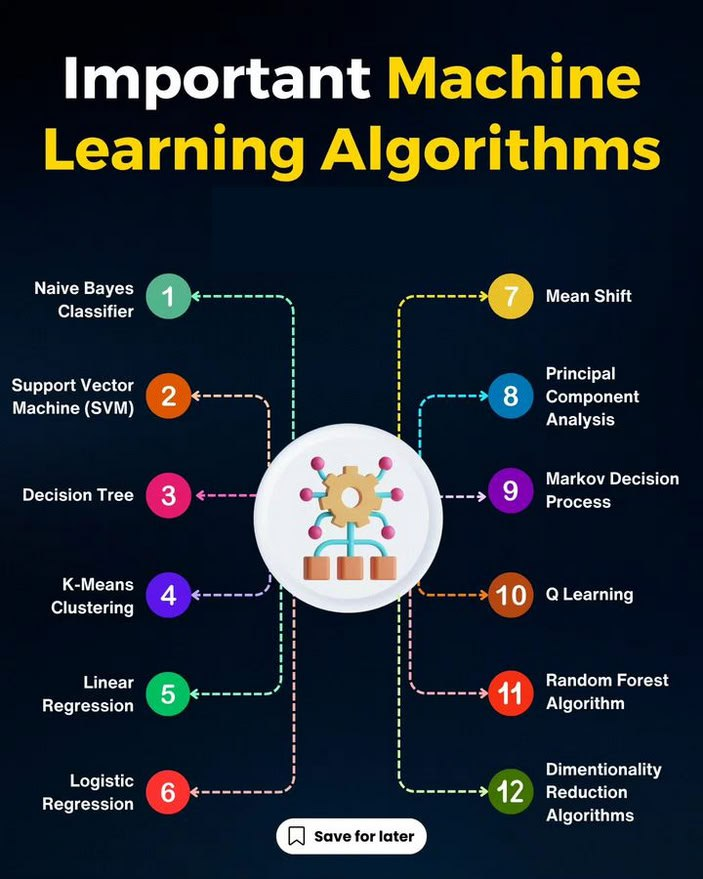 Important Machine
Learning Algorithms
Naive Bayes
Classifier
1
Support Vector
Machine (SVM)
2
Decision Tree
3
K-Means
Clustering
4
Linear
Regression
5
Logistic
Regression
6
7
Mean Shift
8
Principal
Component
Analysis
9
Markov Decision
Process
10
Q Learning
11
Random Forest
Algorithm
12
Dimentionality
Reduction
Algorithms
Save for later